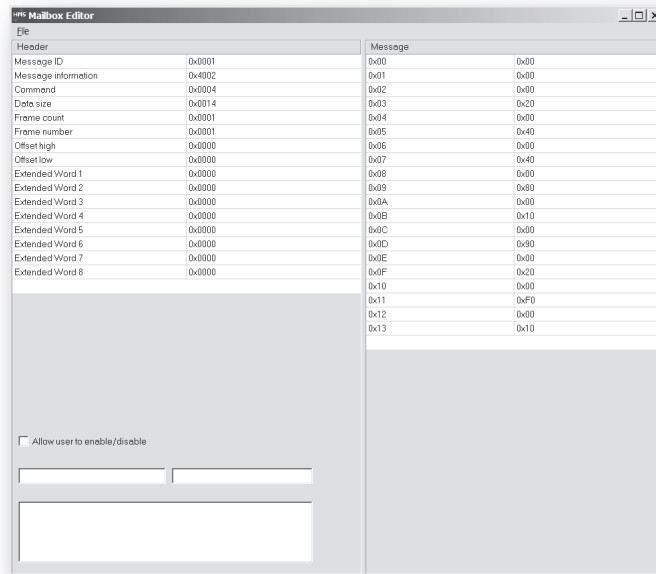 HMS Mailbox Editor
File
Header
Message ID 0x0001
Message information 0x4002
Command 0x0004
Data size 0x0014
Frame count 0x0001
Frame number 0x0001
Offset high 0x0000
Offset low 0x0000
Extended Word 1 0x0000
Extended Word 2 0x0000
Extended Word 3 0x0000
Extended Word 4 0x0000
Extended Word 5 0x0000
Extended Word 6 0x0000
Extended Word 7 0x0000
Extended Word 8 0x0000
Allow user to enable/disable
Message
0x00 0x00
0x01 0x00
0x02 0x00
0x03 0x20
0x04 0x00
0x05 0x40
0x06 0x00
0x07 0x40
0x08 0x00
0x09 0x80
0x0A 0x00
0x0B 0x10
0x0C 0x00
0x0D 0x90
0x0E 0x00
0x0F 0x20
0x10 0x00
0x11 0xF0
0x12 0x00
0x13 0x10